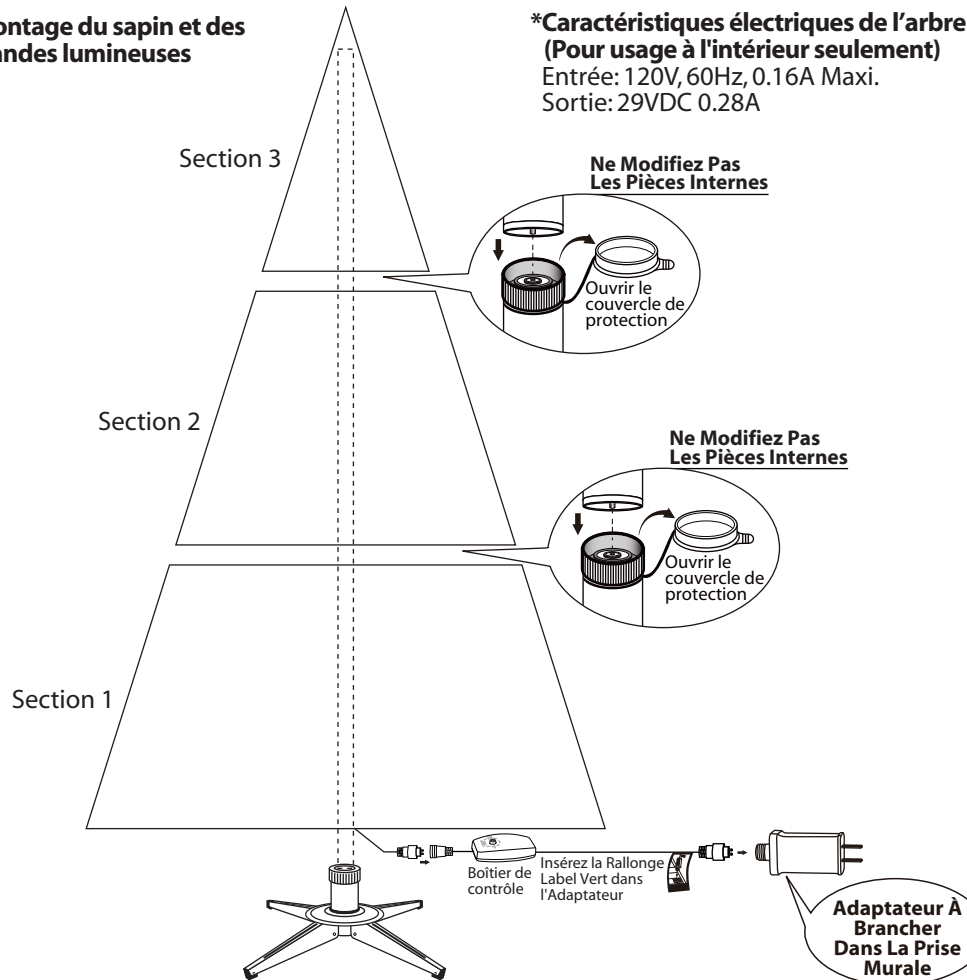 ontage du sapin et des
andes lumineuses
*Caractéristiques électriques de l’arbre
(Pour usage à l'intérieur seulement)
Entrée: 120V, 60Hz, 0.16A Maxi.
Sortie: 29VDC 0.28A
Section 3
Ne Modifiez Pas
Les Pièces Internes
Ouvrir le
couvercle de
protection
Section 2
Ne Modifiez Pas
Les Pièces Internes
Ouvrir le
couvercle de
protection
Section 1
Boîtier de
contrôle
Insérez la Rallonge
Label Vert dans
l'Adaptateur
Adaptateur À
Brancher
Dans La Prise
Murale